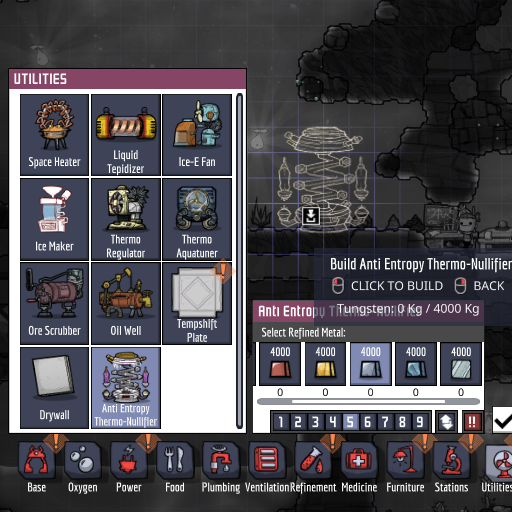 UTILITIES
Space Heater
Liquid Tepidizer
Ice-E Fan
Ice Maker
Thermo Regulator
Thermo Aquatuner
Ore Scrubber
Oil Well
Tempshift Plate
Drywall
Anti Entropy Thermo-Nullifier
Build Anti Entropy Thermo-Nullifier
CLICK TO BUILD BACK
Tungsten: 0 Kg / 4000 Kg
Anti Entropy
Select Refined Metal:
4000 4000 4000 4000 4000
0 0 0 0 0
1 2 3 4 5 6 7 8 9 !!
Base Oxygen Power Food Plumbing Ventilation Refinement Medicine Furniture Stations Utilities